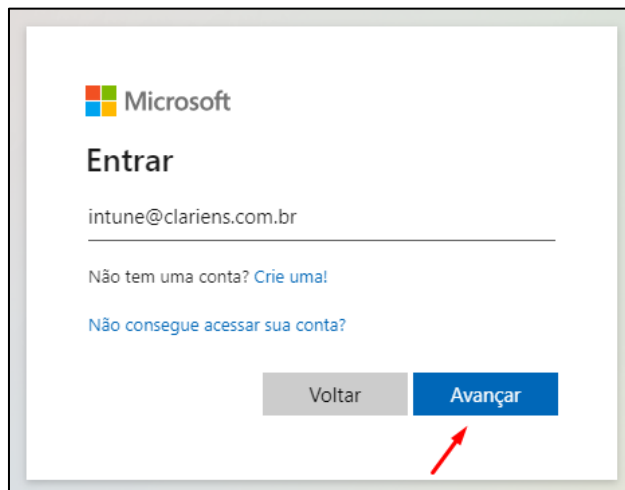 Microsoft
Entrar
intune@clariens.com.br
Não tem uma conta? Crie uma!
Não consegue acessar sua conta?
Voltar Avançar